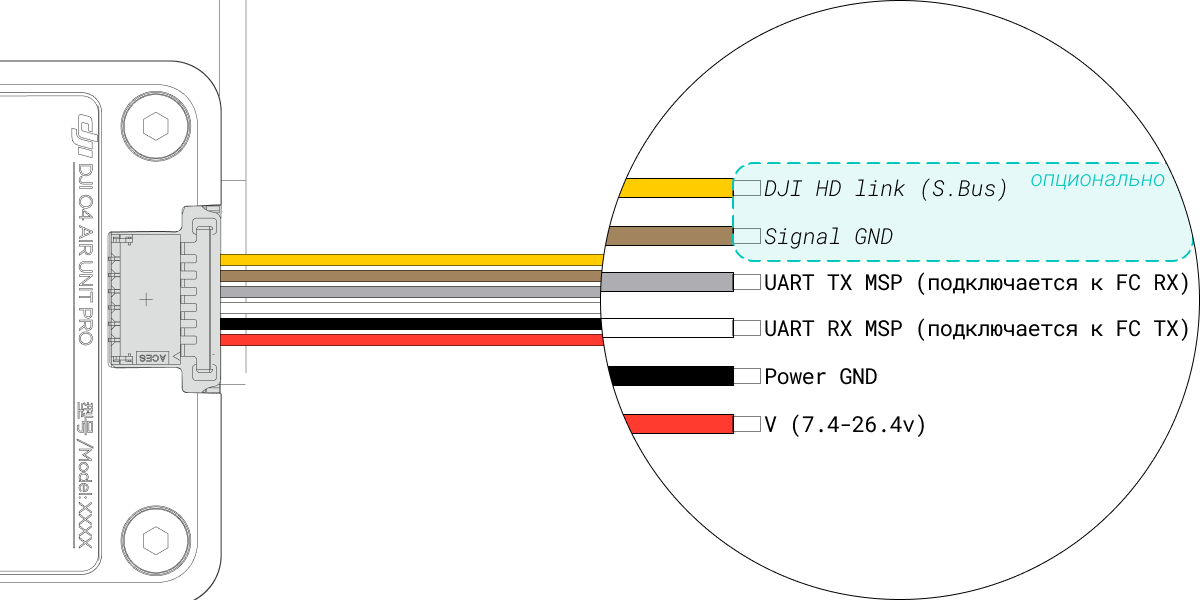 dji DJI O4 AIR UNIT PRO
型号/Model:XXXX
ACES
опционально
DJI HD link (S.Bus)
Signal GND
UART TX MSP (подключается к FC RX)
UART RX MSP (подключается к FC TX)
Power GND
V (7.4-26.4v)